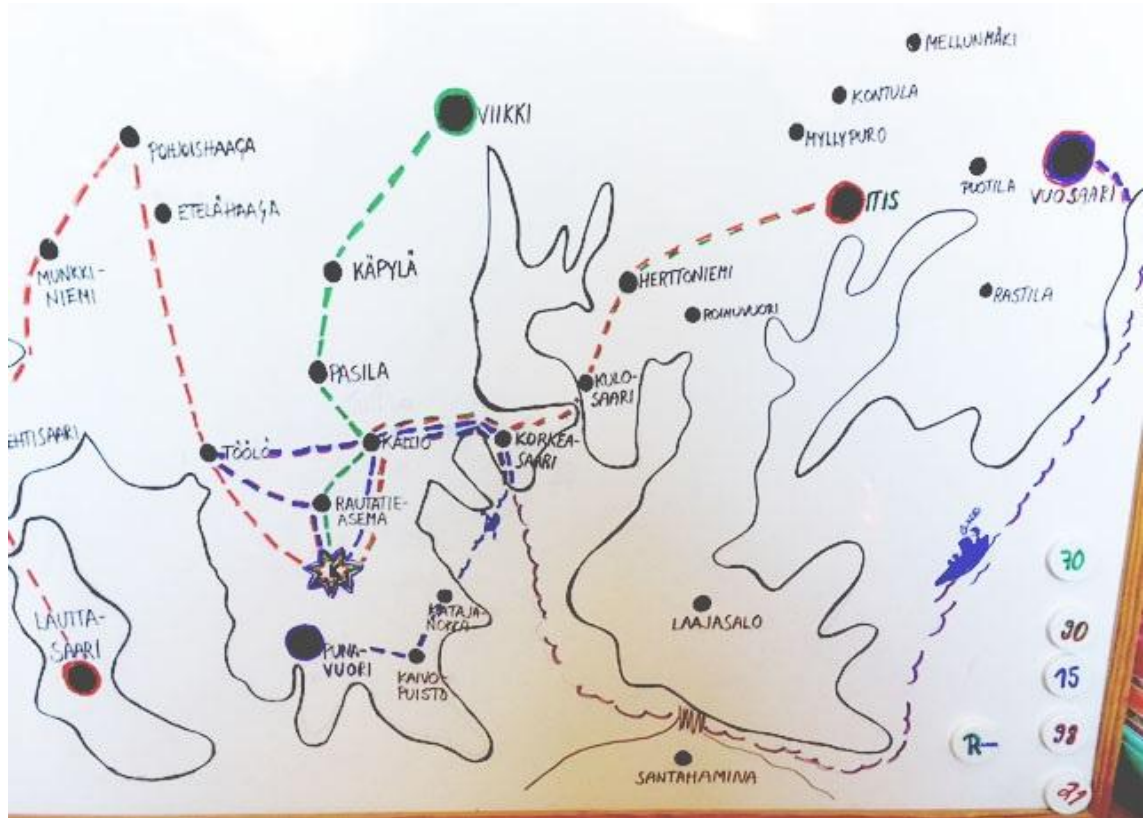 MELLUNMÄKI
KONTULA
VIIKKI
MYLLYPURO
POHJOISHAAGA
PUOTILA
VUOSAARI
ITIS
ETELÄHAAGA
MUNKKI-
NIEMI
KÄPYLÄ
HERTTONIEMI
RASTILA
ROIHUVUORI
PASILA
KULO-
SAARI
EHTISAARI
TÖÖLÖ
KALLIO
KORKEA-
SAARI
RAUTATIE-
ASEMA
K
70
KATAJA-
NOKKA
LAUTTA-
SAARI
LAAJASALO
90
PUNA-
VUORI
KAIVO-
PUISTO
15
R-
98
SANTAHAMINA
21